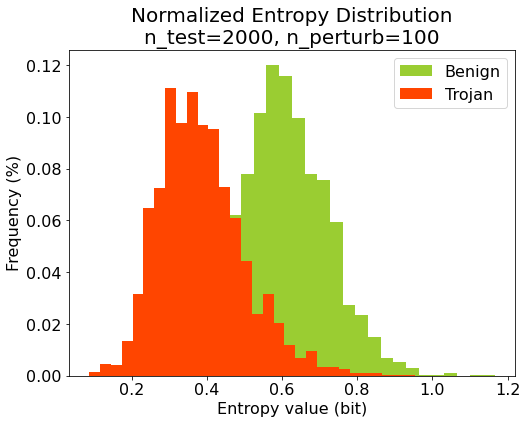 Normalized Entropy Distribution
n_test=2000, n_perturb=100
Benign
Trojan
0.12
0.10
0.08
0.06
0.04
0.02
0.00
Frequency (%)
0.2 0.4 0.6 0.8 1.0 1.2
Entropy value (bit)